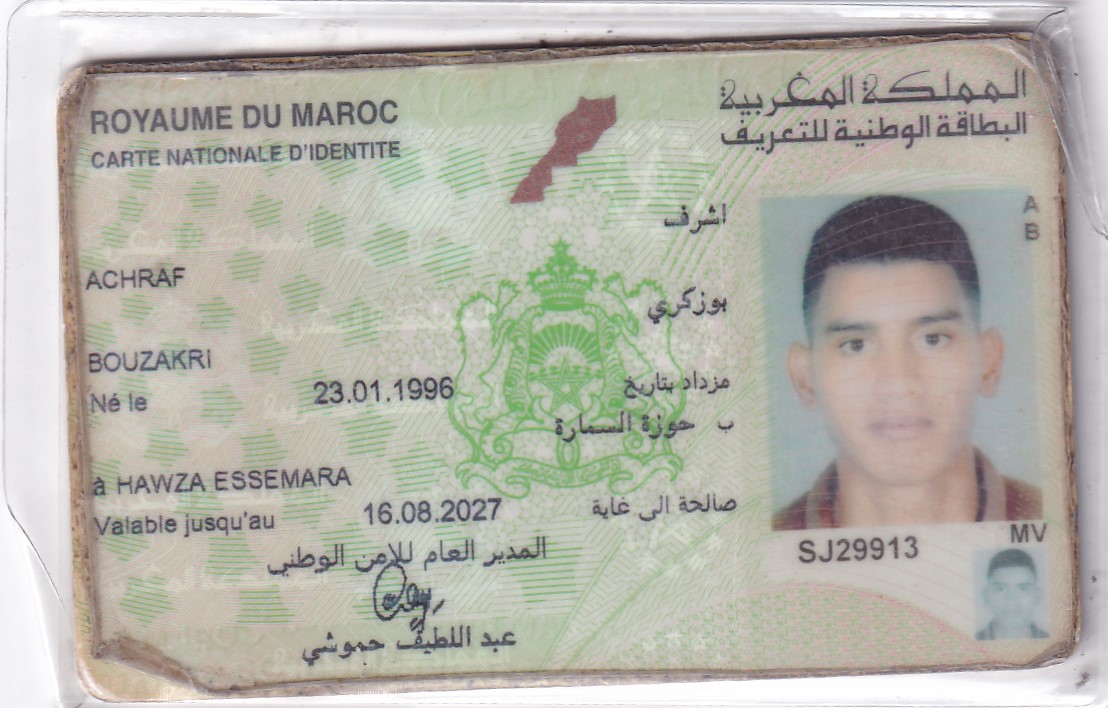 ROYAUME DU MAROC
المملكة المغربية
CARTE NATIONALE D'IDENTITE
البطاقة الوطنية للتعريف
A
B
اشرف
ACHRAF
بوزكري
BOUZAKRI
Né le 23.01.1996 مزداد بتاريخ
ب حوزة السمارة
à HAWZA ESSEMARA
Valable jusqu'au 16.08.2027 صالحة الى غاية
MV
SJ29913
المدير العام للامن الوطني
عبد اللطيف حموشي